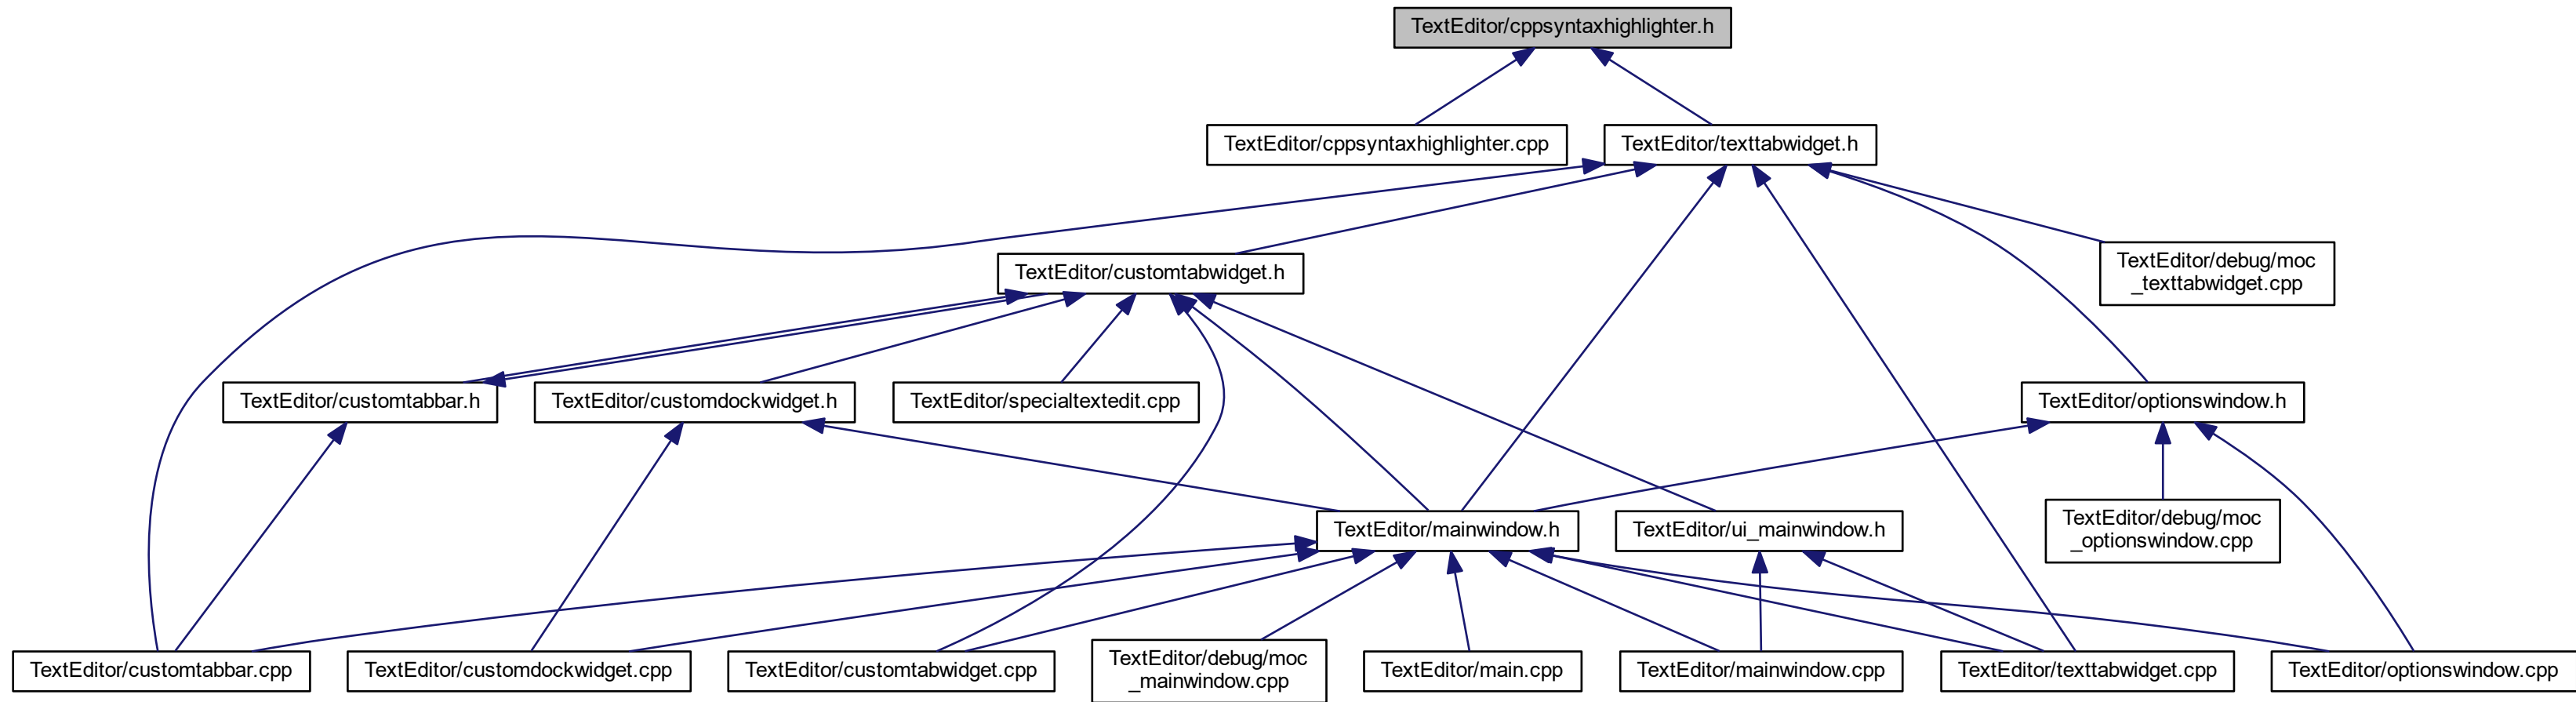 TextEditor/cppsyntaxhighlighter.h
TextEditor/cppsyntaxhighlighter.cpp
TextEditor/texttabwidget.h
TextEditor/customtabwidget.h
TextEditor/debug/moc
_texttabwidget.cpp
TextEditor/customtabbar.h
TextEditor/customdockwidget.h
TextEditor/specialtextedit.cpp
TextEditor/optionswindow.h
TextEditor/mainwindow.h
TextEditor/ui_mainwindow.h
TextEditor/debug/moc
_optionswindow.cpp
TextEditor/customtabbar.cpp
TextEditor/customdockwidget.cpp
TextEditor/customtabwidget.cpp
TextEditor/debug/moc
_mainwindow.cpp
TextEditor/main.cpp
TextEditor/mainwindow.cpp
TextEditor/texttabwidget.cpp
TextEditor/optionswindow.cpp